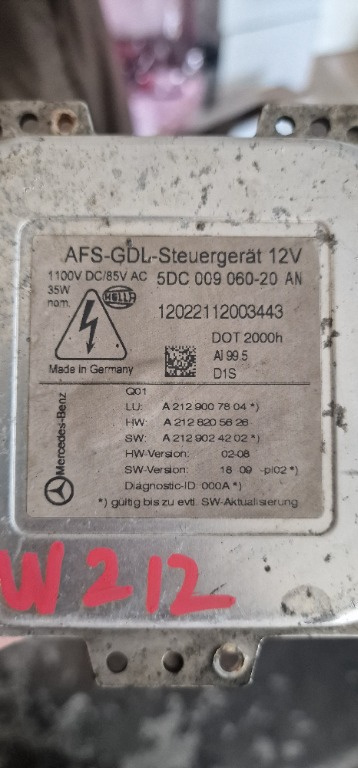 AFS-GDL-Steuergerät 12V
1100V DC/85V AC 5DC 009 060-20 AN
35W
nom.
HELLA
12022112003443
DOT 2000h
Al 99 5
Made in Germany
D1S
Q01
LU: A 212 900 78 04 *)
HW: A 212 820 56 26
SW: A 212 902 42 02 *)
HW-Version: 02-08
SW-Version: 18 09 -pl02 *)
Diagnostic-ID :000A *)
*) gültig bis zu evtl. SW-Aktualisierung
Mercedes-Benz
W212